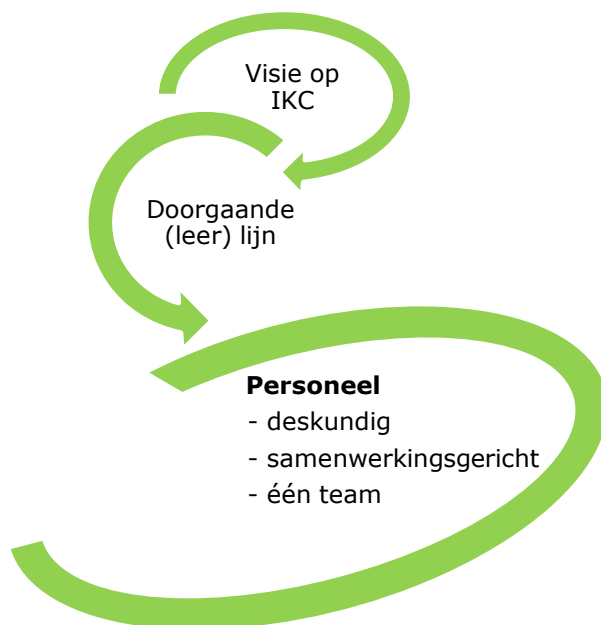 Visie op
IKC
Doorgaande
(leer) lijn
Personeel
- deskundig
- samenwerkingsgericht
- één team